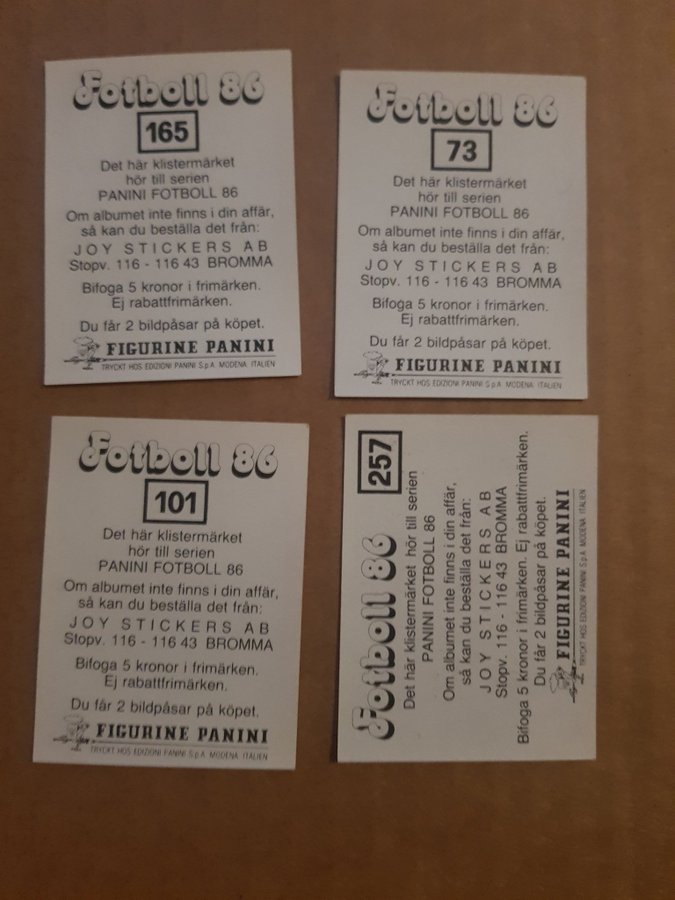 Fotboll 86
165
Det här klistermärket
hör till serien
PANINI FOTBOLL 86
Om albumet inte finns i din affär,
så kan du beställa det från:
JOY STICKERS AB
Stopv. 116 - 116 43 BROMMA
Bifoga 5 kronor i frimärken.
Ej rabattfrimärken.
Du får 2 bildpåsar på köpet.
FIGURINE PANINI
TRYCKT HOS EDIZIONI PANINI S.p.A. MODENA ITALIEN
Fotboll 86
73
Det här klistermärket
hör till serien
PANINI FOTBOLL 86
Om albumet inte finns i din affär,
så kan du beställa det från:
JOY STICKERS AB
Stopv. 116 - 116 43 BROMMA
Bifoga 5 kronor i frimärken.
Ej rabattfrimärken.
Du får 2 bildpåsar på köpet.
FIGURINE PANINI
TRYCKT HOS EDIZIONI PANINI S.p.A. MODENA ITALIEN
Fotboll 86
101
Det här klistermärket
hör till serien
PANINI FOTBOLL 86
Om albumet inte finns i din affär,
så kan du beställa det från:
JOY STICKERS AB
Stopv. 116 - 116 43 BROMMA
Bifoga 5 kronor i frimärken.
Ej rabattfrimärken.
Du får 2 bildpåsar på köpet.
FIGURINE PANINI
TRYCKT HOS EDIZIONI PANINI S.p.A. MODENA ITALIEN
Fotboll 86 257
Det här klistermärket hör till serien
PANINI FOTBOLL 86
Om albumet inte finns i din affär,
så kan du beställa det från:
JOY STICKERS AB
Stopv. 116 - 116 43 BROMMA
Bifoga 5 kronor i frimärken. Ej rabattfrimärken.
Du får 2 bildpåsar på köpet.
FIGURINE PANINI
TRYCKT HOS EDIZIONI PANINI S.p.A. MODENA ITALIEN